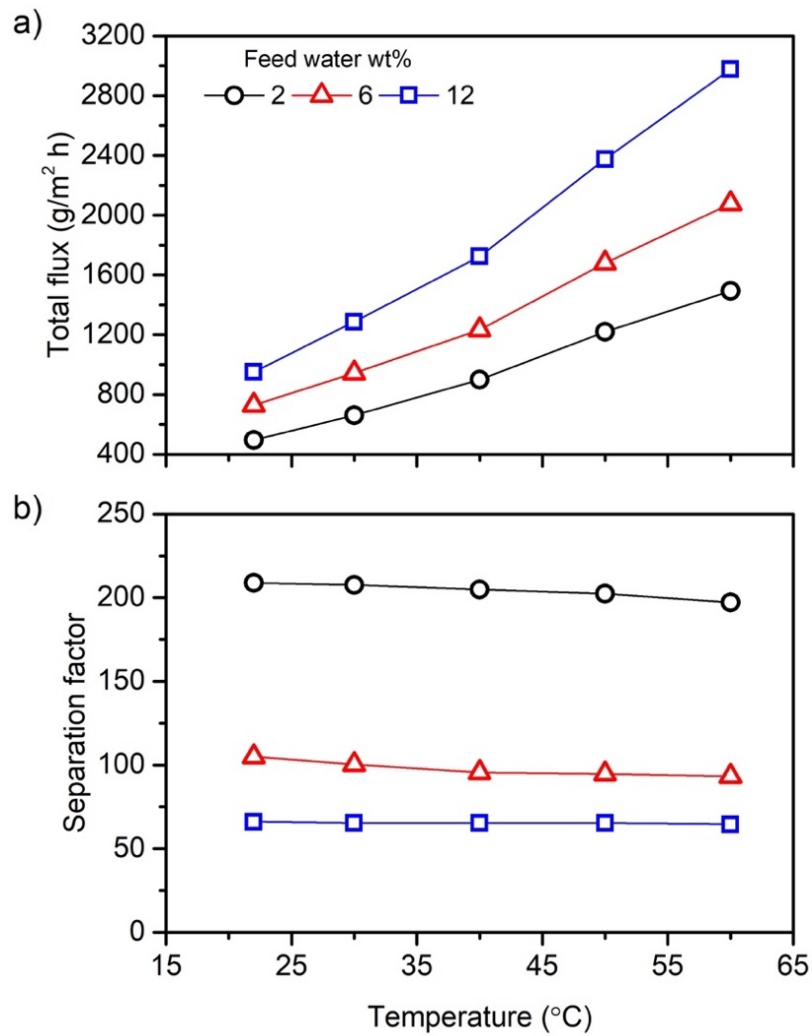 a)
3200
2800
2400
2000
1600
1200
800
400
Total flux (g/m² h)
Feed water wt%
2 6 12
b)
250
200
150
100
50
0
Separation factor
15 25 35 45 55 65
Temperature (°C)